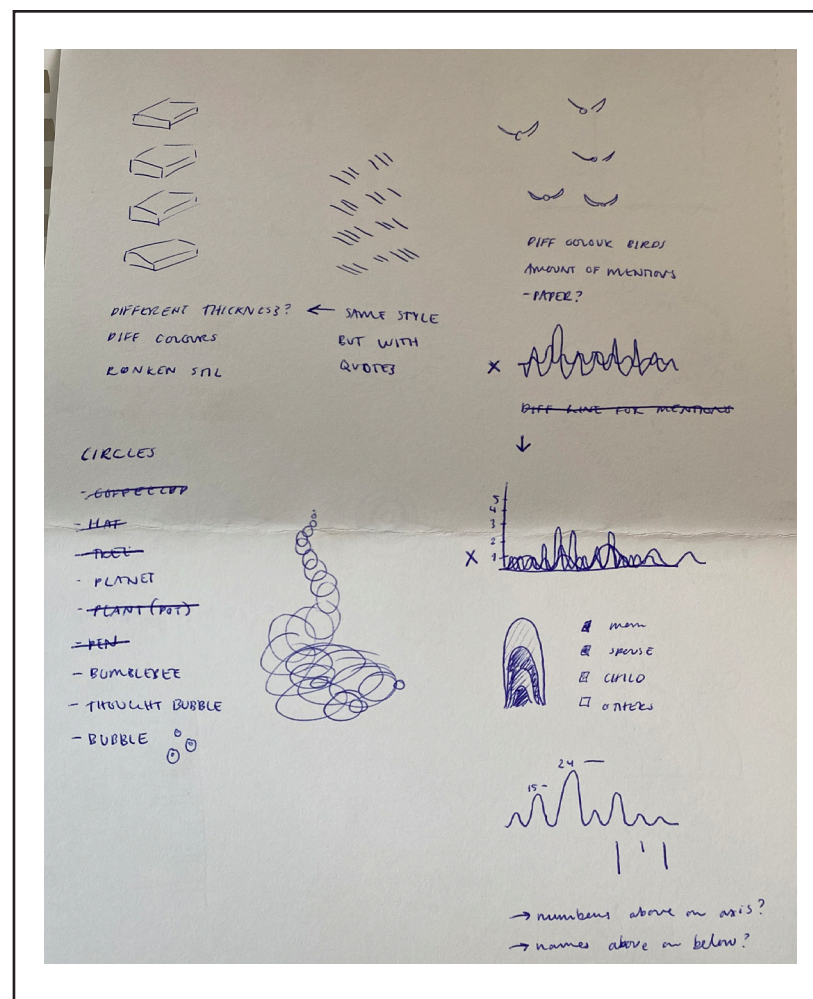 DIFFERENT THICKNESS?
DIFF COLOURS
← SAME STYLE
BUT WITH
QUOTES
DIFF COLOUR BIRDS
AMOUNT OF MENTIONS
- PAPER?
X
DIFF LINE FOR MENTIONS
CIRCLES
- COFFEECUP
- HAT
- TREE
- PLANET
- PLANT (POT)
- PEN
- BUMBLEBEE
- THOUGHT BUBBLE
- BUBBLE
5
4
3
2
1
X
mom
SPOUSE
CHILD
OTHERS
24
15
→ numbers above or axis?
→ names above or below?